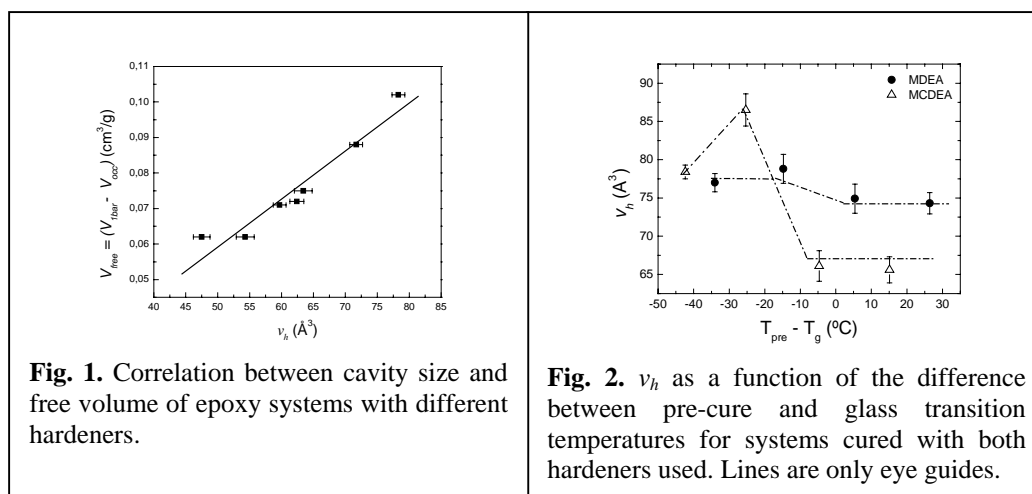 0,11
0,10
0,09
0,08
0,07
0,06
0,05
V_free = (V_1bar - V_occ) (cm³/g)
40 45 50 55 60 65 70 75 80 85
v_h (Å³)
Fig. 1. Correlation between cavity size and
free volume of epoxy systems with different
hardeners.
MDEA
MCDEA
90
85
80
75
70
65
v_h (Å³)
-50 -40 -30 -20 -10 0 10 20 30
T_pre - T_g (ºC)
Fig. 2. v_h as a function of the difference
between pre-cure and glass transition
temperatures for systems cured with both
hardeners used. Lines are only eye guides.